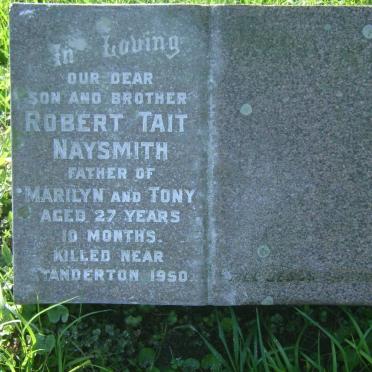 In Loving
OUR DEAR
SON AND BROTHER
ROBERT TAIT
NAYSMITH
FATHER OF
MARILYN AND TONY
AGED 27 YEARS
10 MONTHS.
KILLED NEAR
STANDERTON 1950